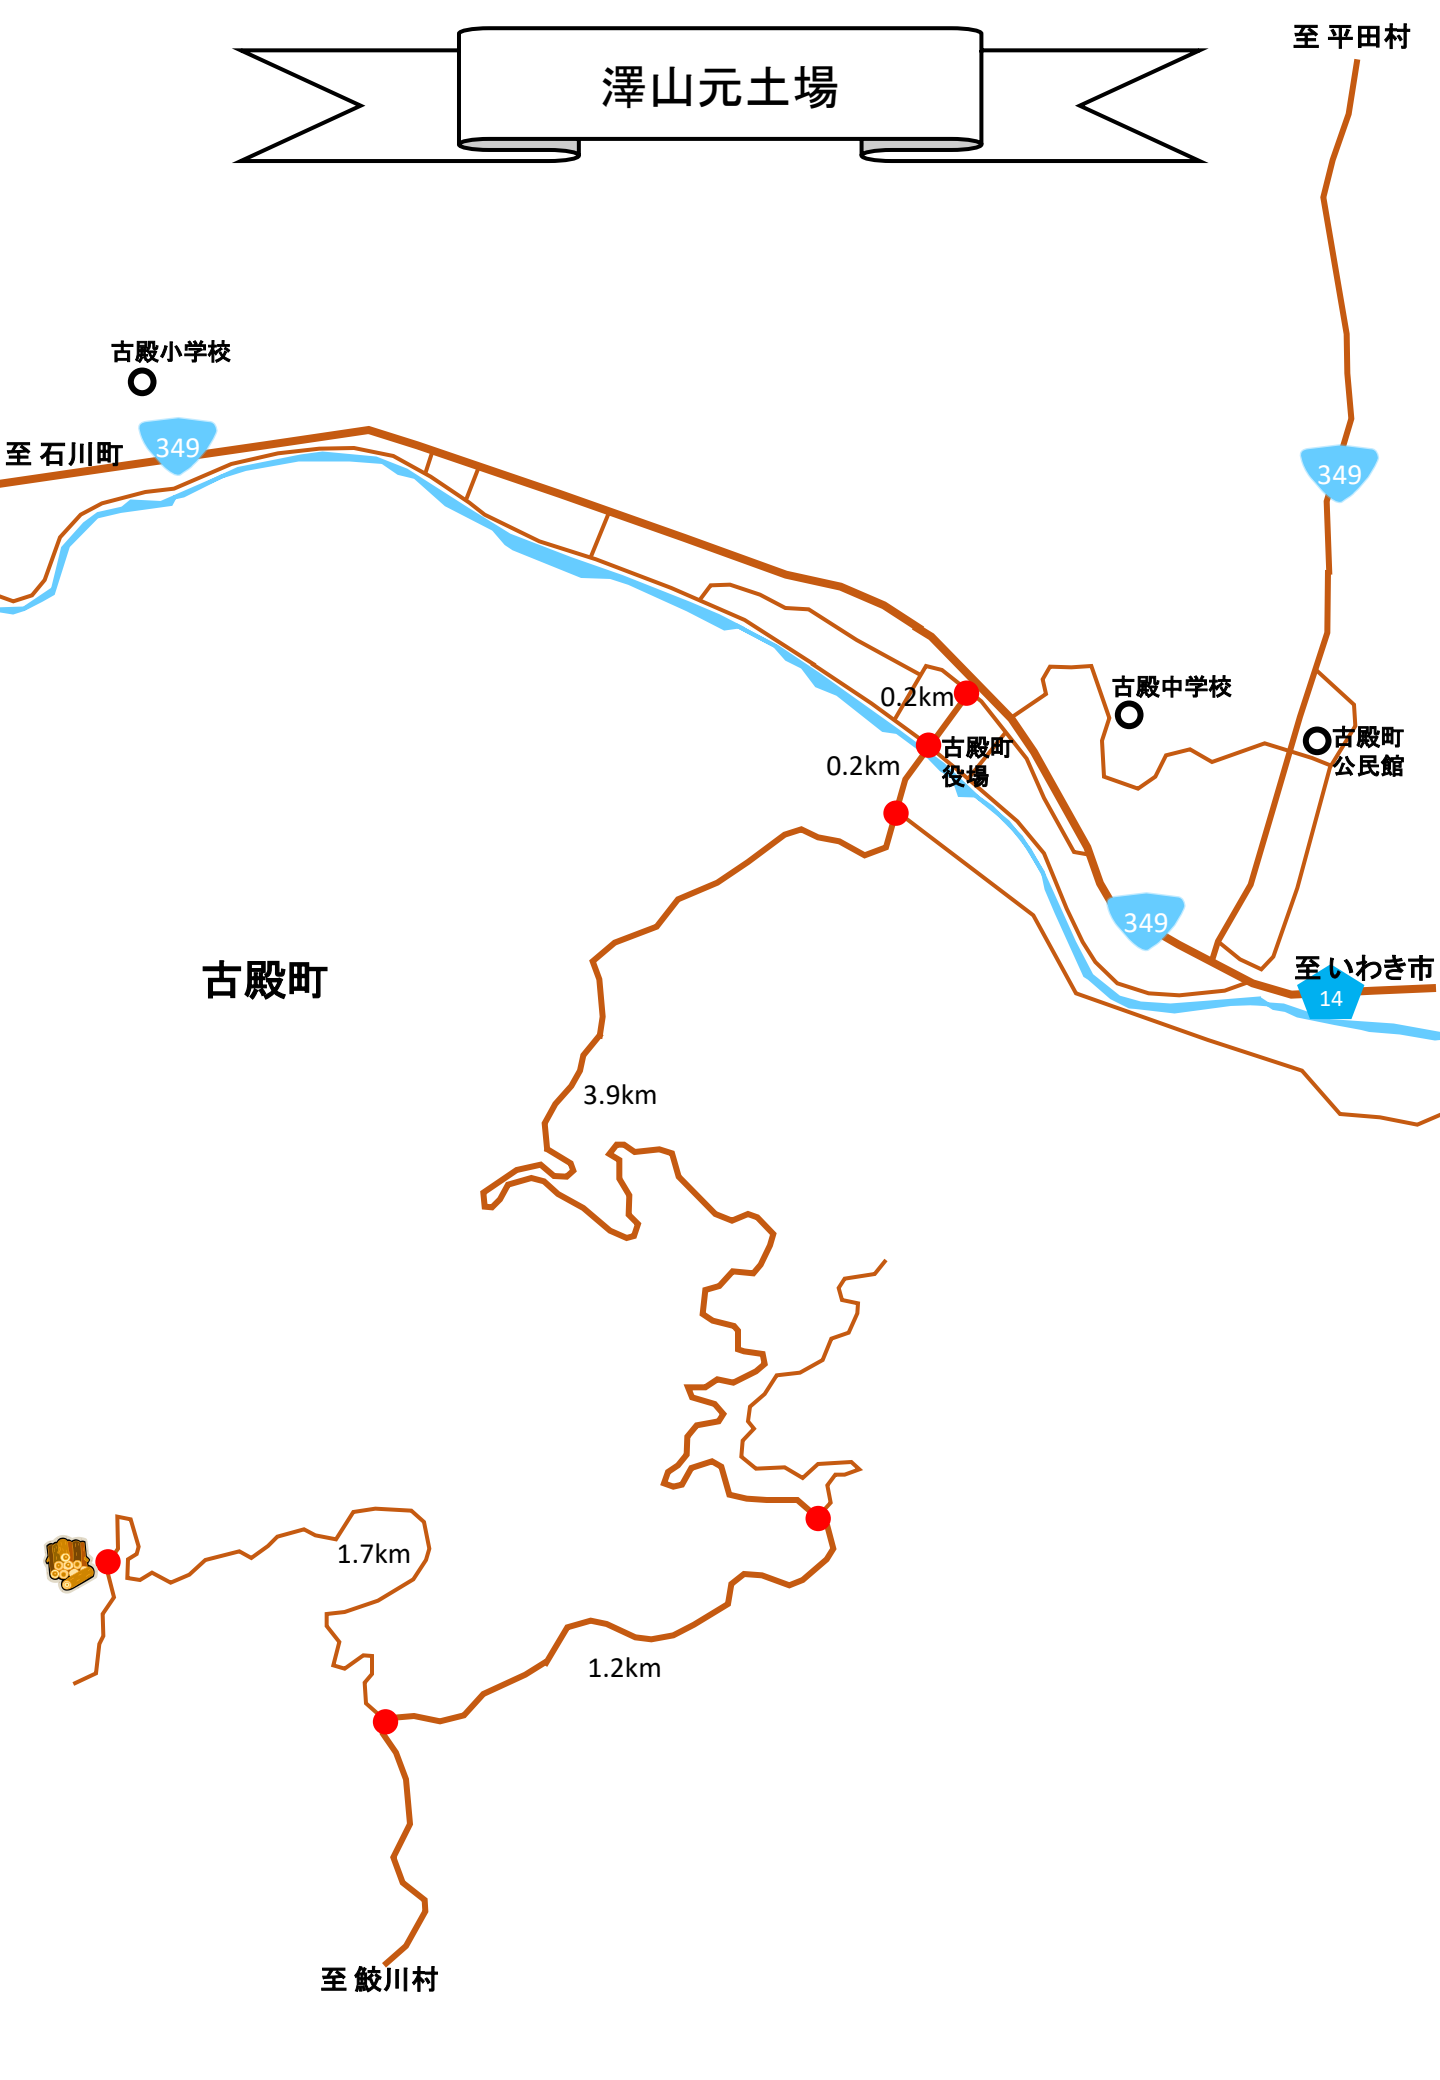 至 平田村
澤山元土場
古殿小学校
349
至 石川町
349
古殿中学校
0.2km
古殿町
公民館
古殿町
役場
0.2km
349
至 いわき市
14
古殿町
3.9km
1.7km
1.2km
至 鮫川村